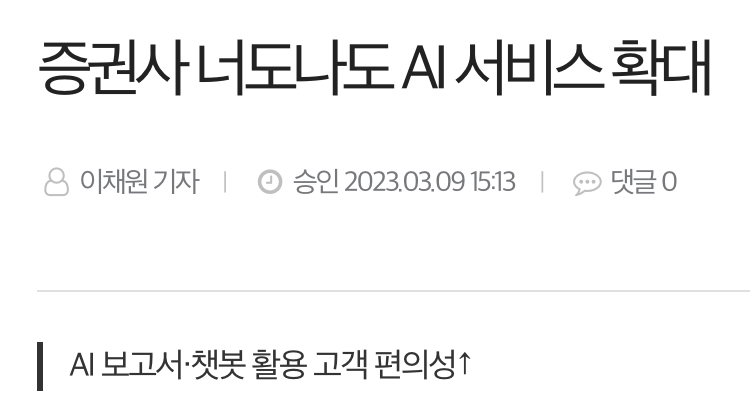 증권사 너도나도 AI 서비스 확대
이채원 기자 | 승인 2023.03.09 15:13 | 댓글 0
AI 보고서·챗봇 활용 고객 편의성↑